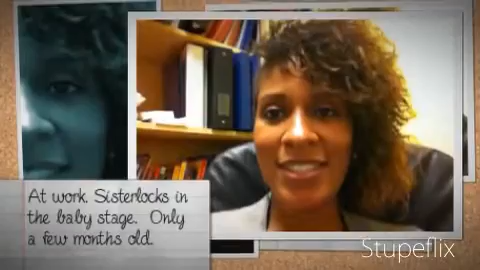 At work. Sisterlocks in
the baby stage. Only
a few months old.
Stupeflix